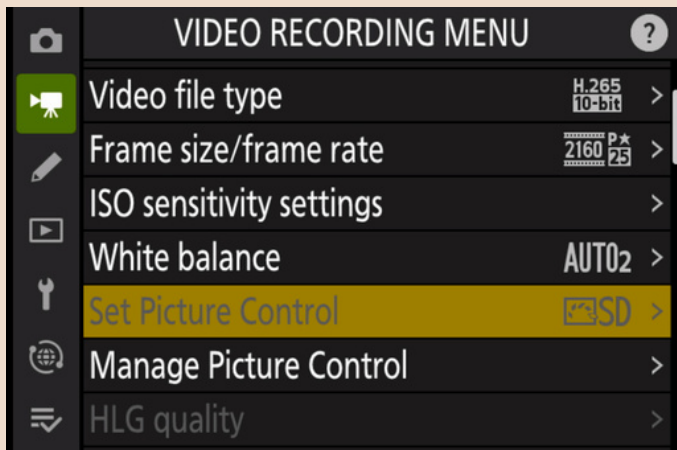 VIDEO RECORDING MENU ?
Video file type H.265 10-bit >
Frame size/frame rate 2160 P★ 25 >
ISO sensitivity settings >
White balance AUTO2 >
Set Picture Control SD >
Manage Picture Control >
HLG quality >